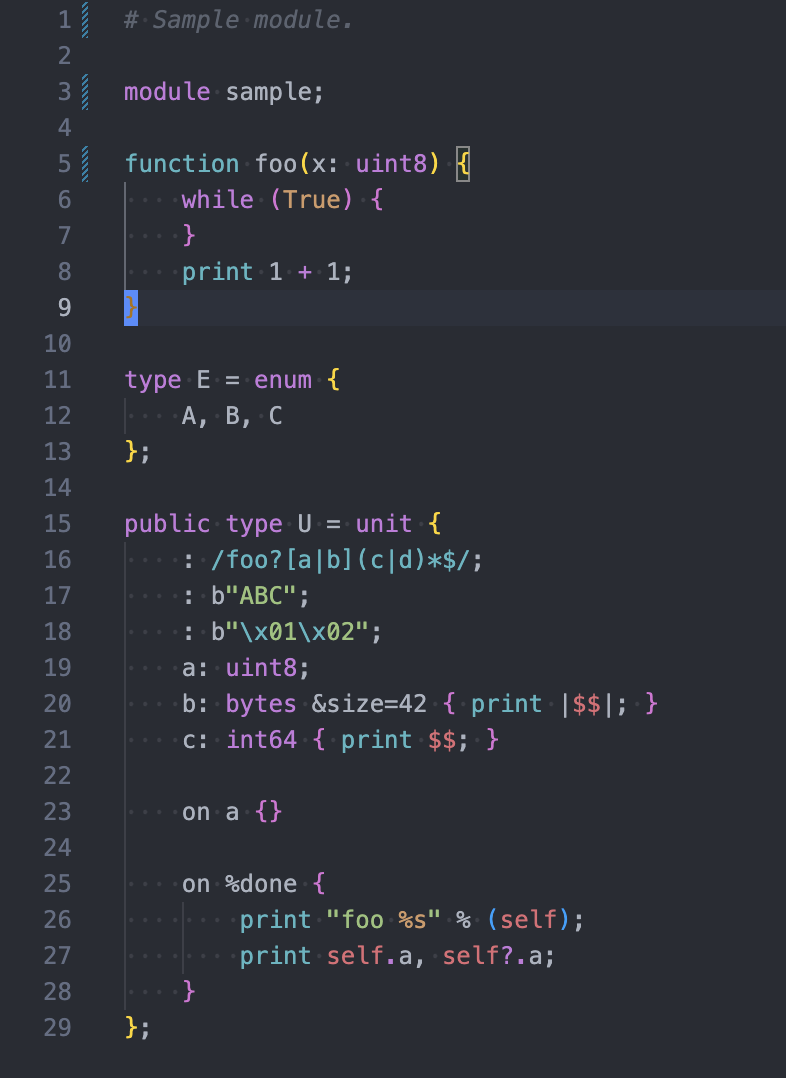 1 # Sample module.
2
3 module sample;
4
5 function foo(x: uint8) {
6     while (True) {
7     }
8     print 1 + 1;
9 }
10
11 type E = enum {
12     A, B, C
13 };
14
15 public type U = unit {
16     : /foo?[a|b](c|d)*$/;
17     : b"ABC";
18     : b"\x01\x02";
19     a: uint8;
20     b: bytes &size=42 { print |$$|; }
21     c: int64 { print $$; }
22
23     on a {}
24
25     on %done {
26         print "foo %s" % (self);
27         print self.a, self?.a;
28     }
29 };